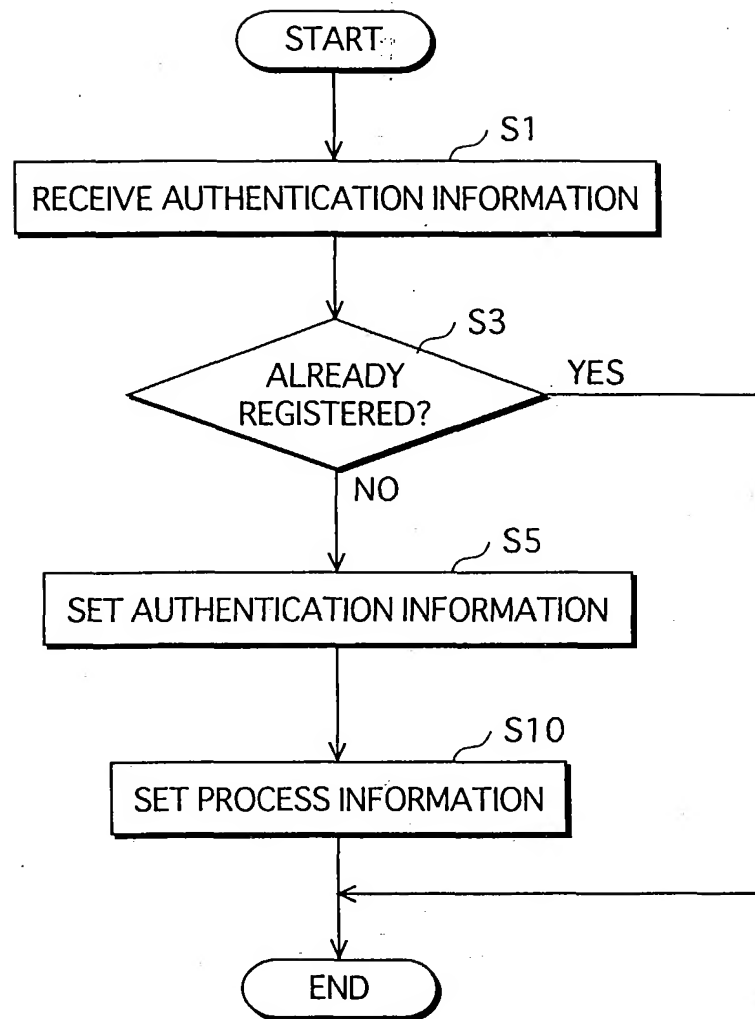 START
S1
RECEIVE AUTHENTICATION INFORMATION
S3
ALREADY
REGISTERED?
YES
NO
S5
SET AUTHENTICATION INFORMATION
S10
SET PROCESS INFORMATION
END